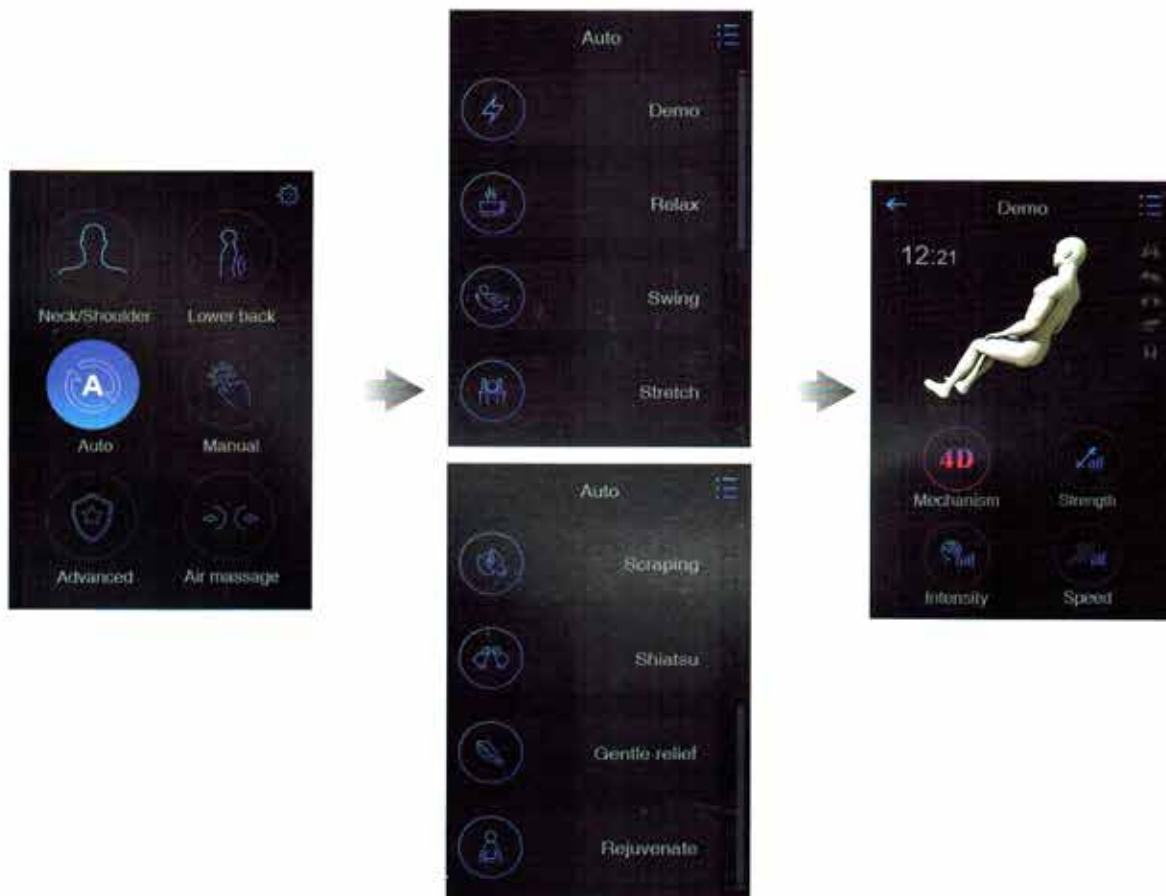 Neck/Shoulder Lower back
A
Auto Manual
Advanced Air massage
Auto
Demo
Relax
Swing
Stretch
Auto
Scraping
Shiatsu
Gentle relief
Rejuvenate
Demo
12:21
4D
Mechanism Strength
Intensity Speed